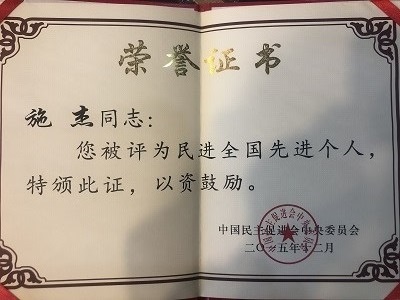 荣誉证书
施 杰同志：
您被评为民进全国先进个人，
特颁此证，以资鼓励。
中国民主促进会中央委员会
二〇一五年十二月